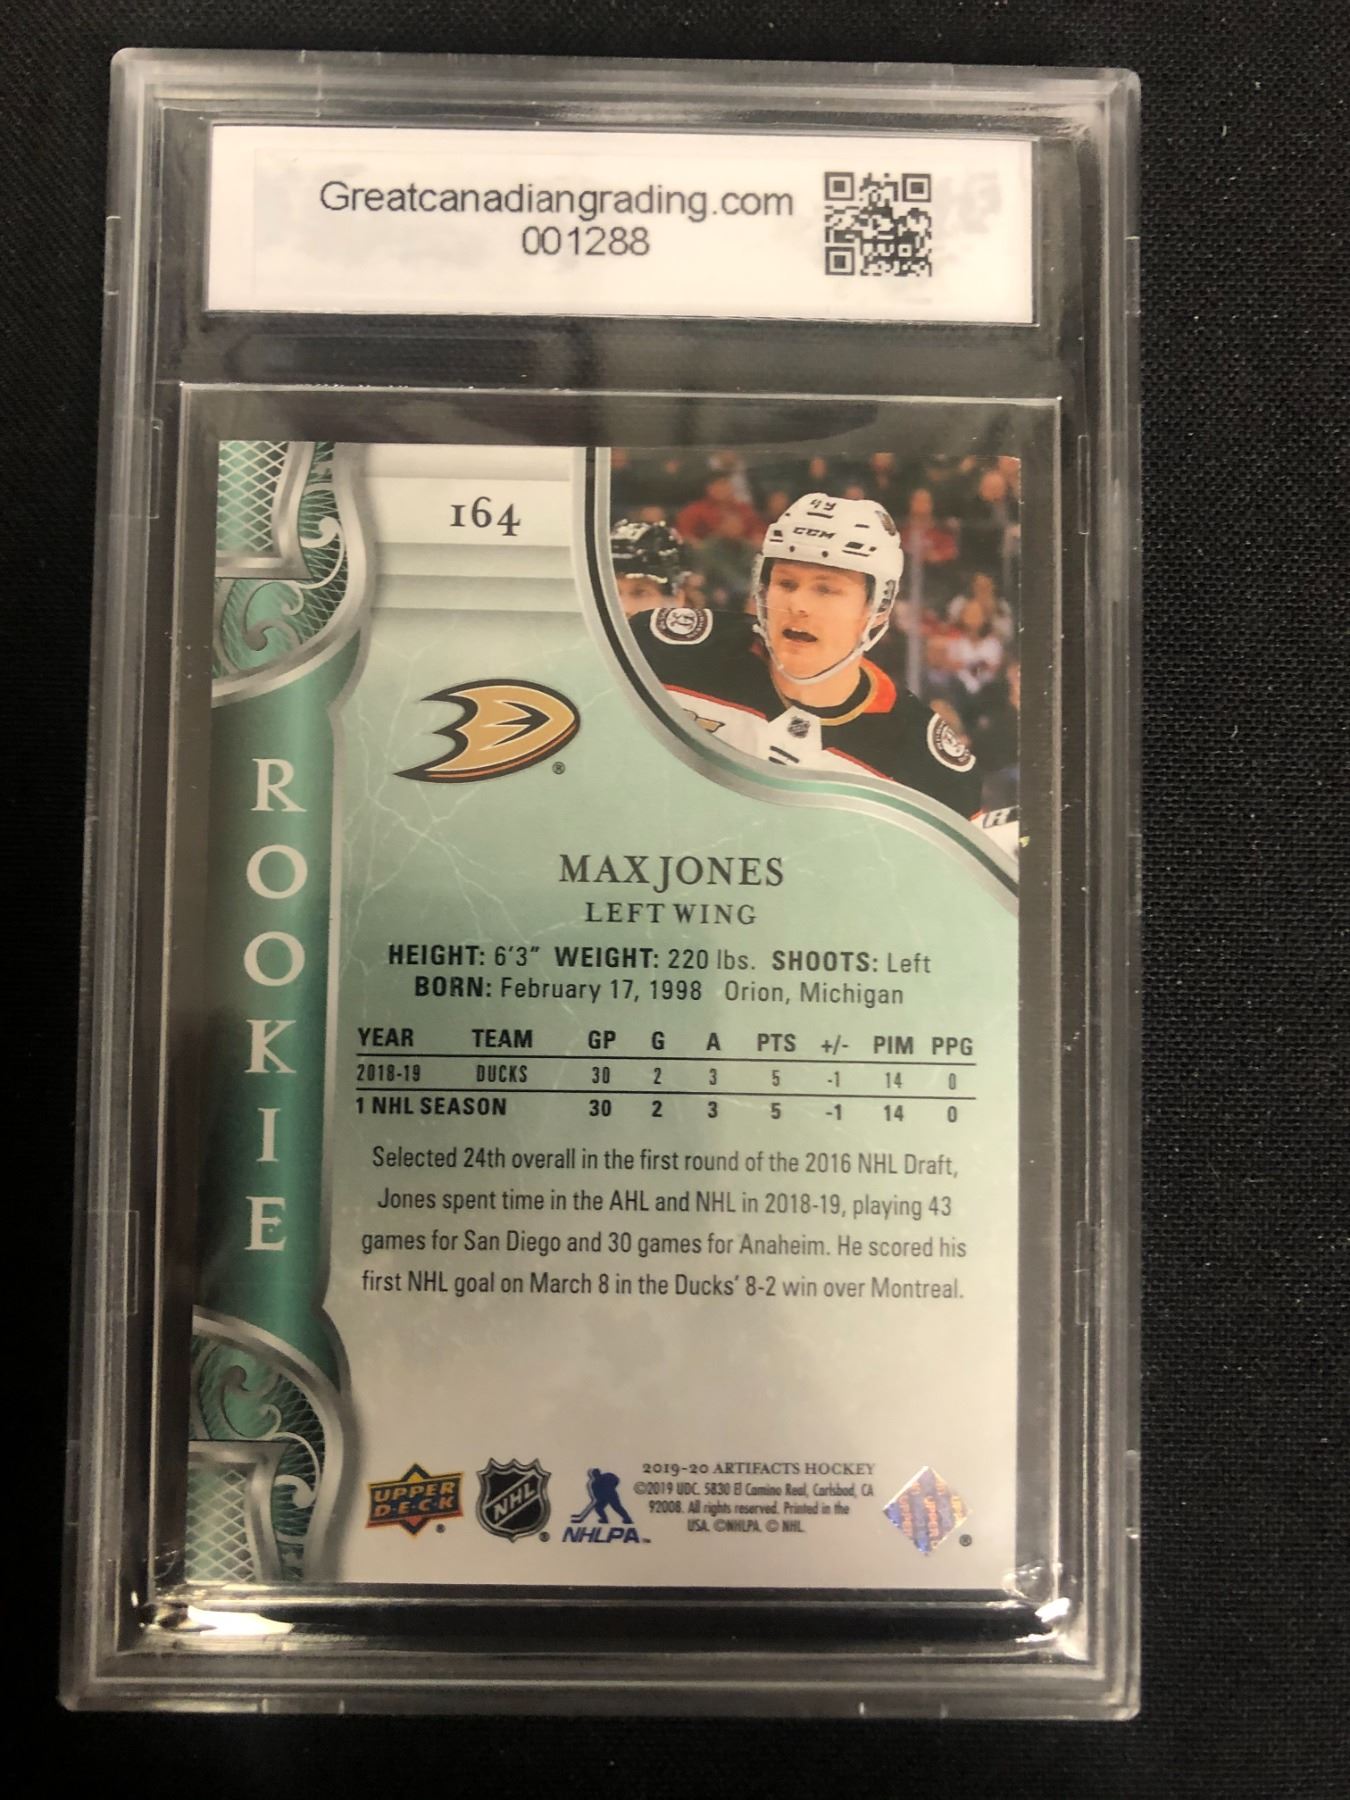 Greatcanadiangrading.com
001288
164
49
CCM
ROOKIE
MAX JONES
LEFT WING
HEIGHT: 6'3" WEIGHT: 220 lbs. SHOOTS: Left
BORN: February 17, 1998 Orion, Michigan
YEAR TEAM GP G A PTS +/- PIM PPG
2018-19 DUCKS 30 2 3 5 -1 14 0
1 NHL SEASON 30 2 3 5 -1 14 0
Selected 24th overall in the first round of the 2016 NHL Draft,
Jones spent time in the AHL and NHL in 2018-19, playing 43
games for San Diego and 30 games for Anaheim. He scored his
first NHL goal on March 8 in the Ducks' 8-2 win over Montreal.
UPPER
D·E·C·K
®
NHL
®
NHLPA™
2019-20 ARTIFACTS HOCKEY
©2019 UDC. 5830 El Camino Real, Carlsbad, CA
92008. All rights reserved. Printed in the
USA. ©NHLPA. © NHL.
®